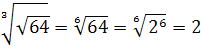 ∛√64 = ⁶√64 = ⁶√2⁶ = 2